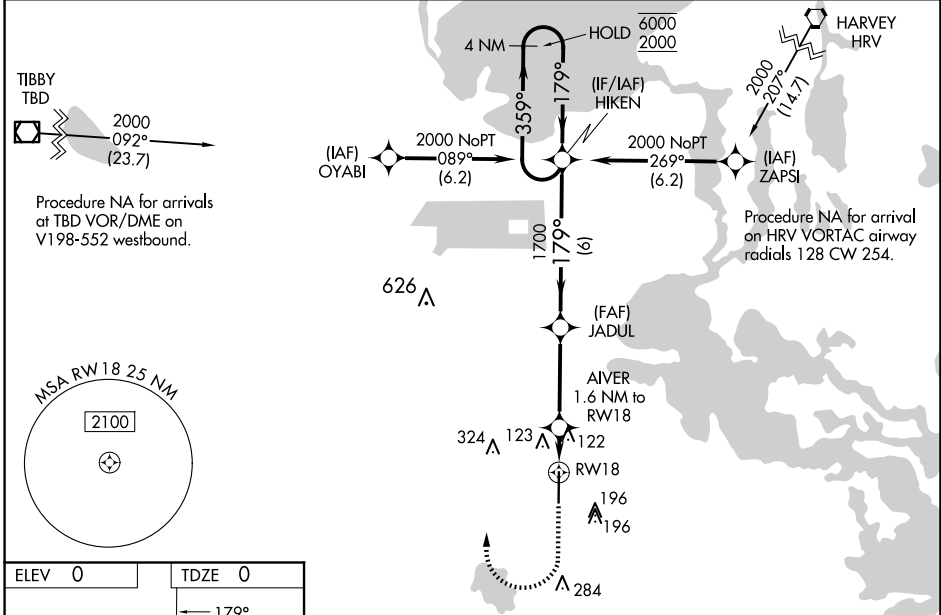 TIBBY
TBD
2000
092°
(23.7)
Procedure NA for arrivals
at TBD VOR/DME on
V198-552 westbound.
4 NM
HOLD
6000
2000
359°
179°
(IF/IAF)
HIKEN
HARVEY
HRV
2000
207°
(14.7)
(IAF)
OYABI
2000 NoPT
089°
(6.2)
2000 NoPT
269°
(6.2)
(IAF)
ZAPSI
Procedure NA for arrival
on HRV VORTAC airway
radials 128 CW 254.
1700
179°
(6)
626
(FAF)
JADUL
AIVER
1.6 NM to
RW18
324
123
122
RW18
196
196
284
MSA RW18 25 NM
2100
ELEV 0
TDZE 0
179°